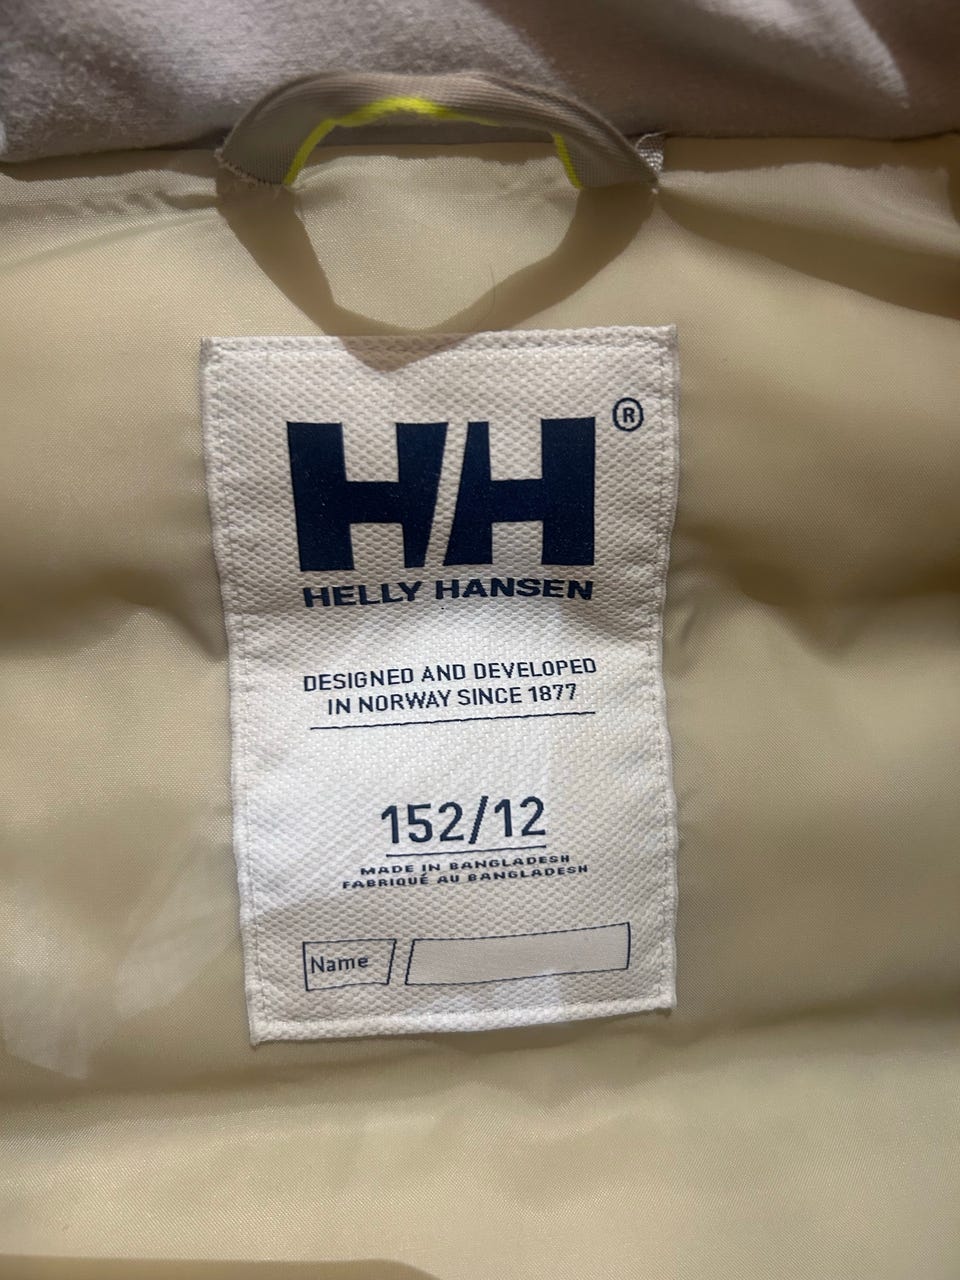 HH ®
HELLY HANSEN
DESIGNED AND DEVELOPED
IN NORWAY SINCE 1877
152/12
MADE IN BANGLADESH
FABRIQUÉ AU BANGLADESH
Name